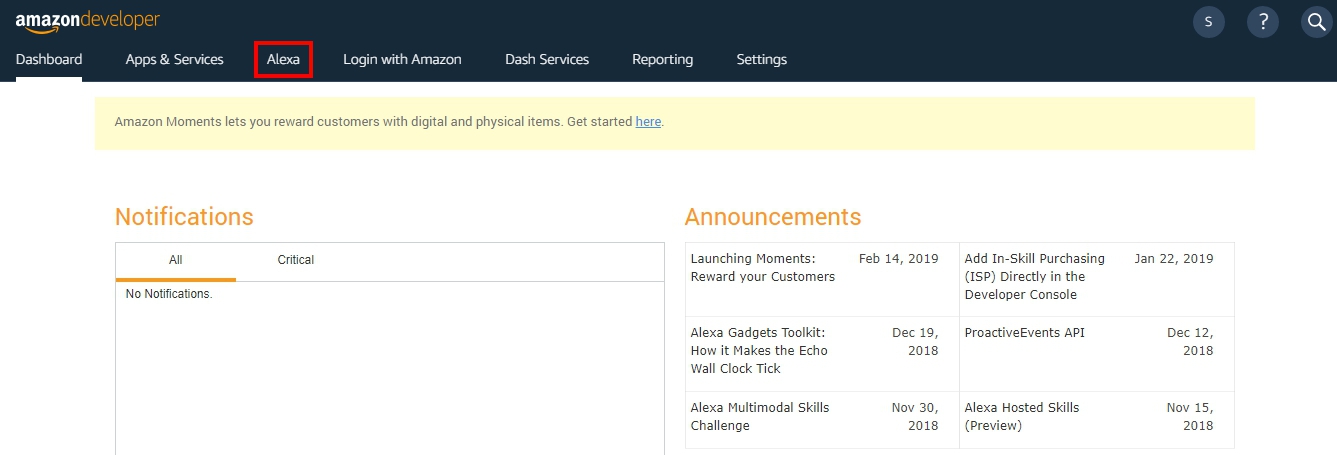 amazondeveloper
S ?
Dashboard Apps & Services Alexa Login with Amazon Dash Services Reporting Settings
Amazon Moments lets you reward customers with digital and physical items. Get started here.
Notifications
All Critical
No Notifications.
Announcements
Launching Moments: Feb 14, 2019
Reward your Customers
Add In-Skill Purchasing Jan 22, 2019
(ISP) Directly in the
Developer Console
Alexa Gadgets Toolkit: Dec 19,
How it Makes the Echo 2018
Wall Clock Tick
ProactiveEvents API Dec 12,
2018
Alexa Multimodal Skills Nov 30,
Challenge 2018
Alexa Hosted Skills Nov 15,
(Preview) 2018